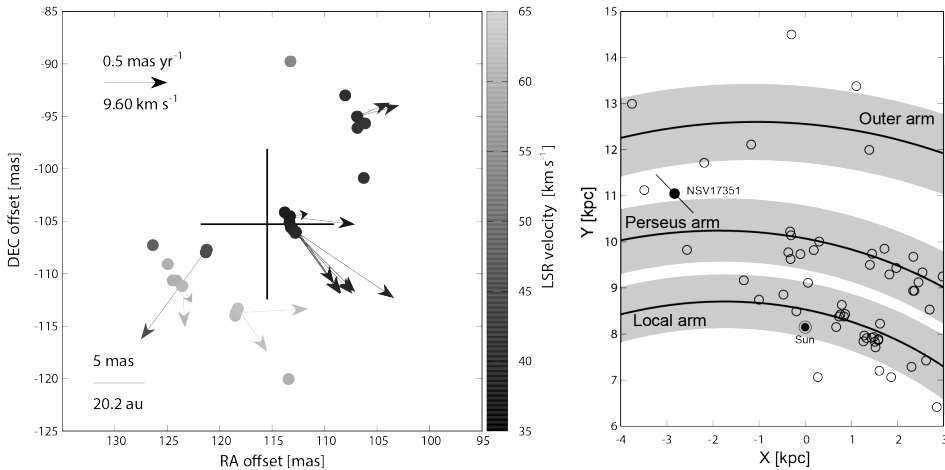 -85
-90
-95
-100
-105
-110
-115
-120
-125
DEC offset [mas]
0.5 mas yr-1
9.60 km s-1
5 mas
20.2 au
130 125 120 115 110 105 100 95
RA offset [mas]
65
60
55
50
45
40
35
LSR velocity [km s-1]
15
14
13
12
11
10
9
8
7
6
Y [kpc]
Outer arm
NSV17351
Perseus arm
Local arm
Sun
-4 -3 -2 -1 0 1 2 3
X [kpc]